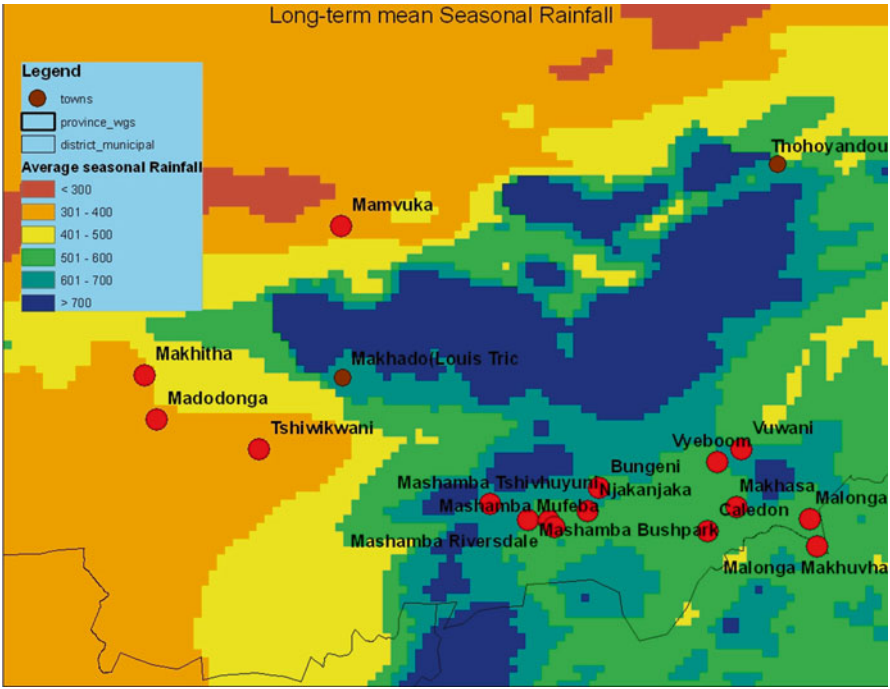 Long-term mean Seasonal Rainfall
Legend
towns
province_wgs
district_municipal
Average seasonal Rainfall
< 300
301 - 400
401 - 500
501 - 600
601 - 700
> 700
Thohoyandou
Mamvuka
Makhitha
Makhado(Louis Tric
Madodonga
Tshiwikwani
Vyeboom
Vuwani
Bungeni
Mashamba Tshivhuyuni
Njakanjaka
Makhasa
Malonga
Mashamba Mufeba
Caledon
Mashamba Riversdale
Mashamba Bushpark
Malonga Makhuvha